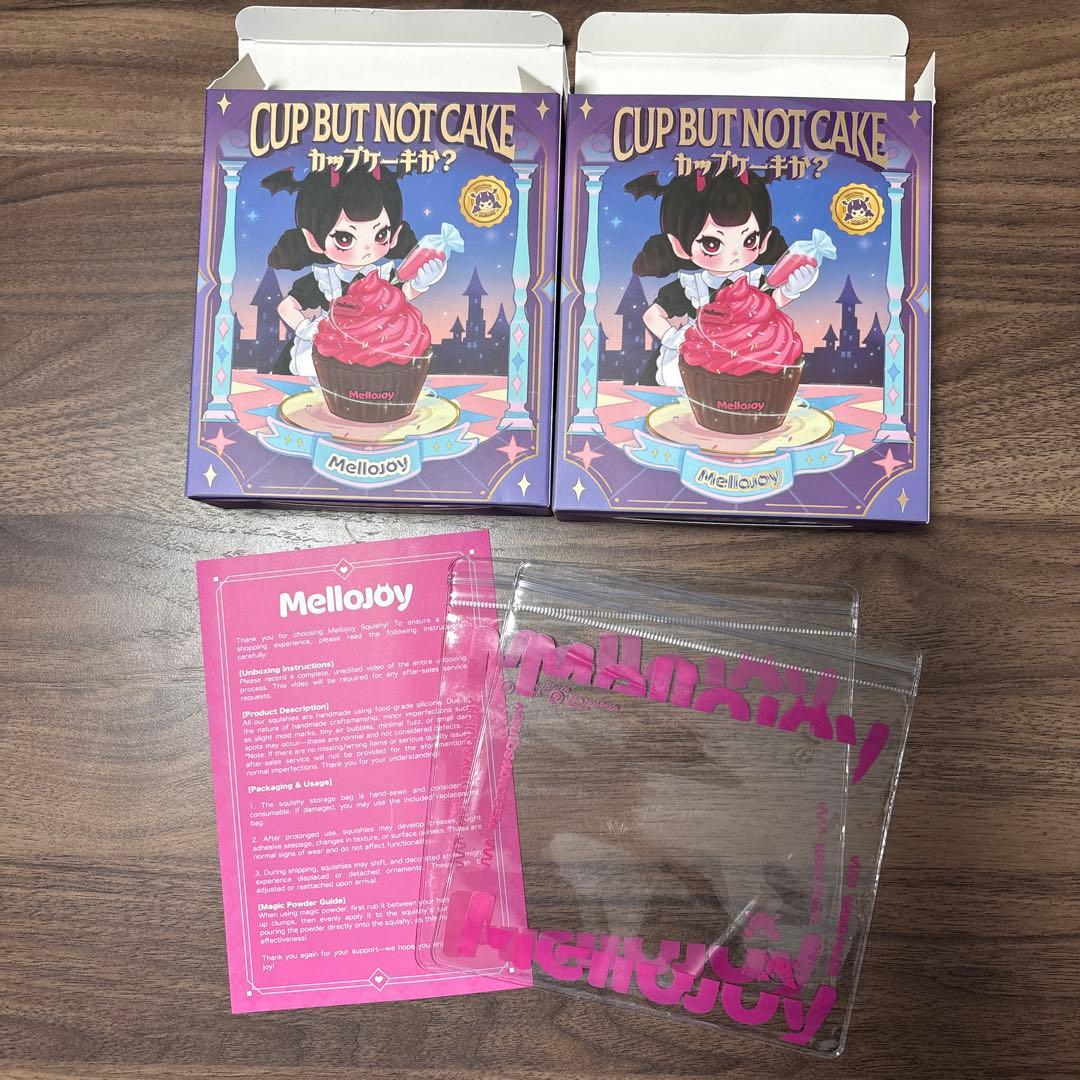 CUP BUT NOT CAKE
カップケーキか?
Mellojoy
Mellojoy
Mellojoy
CUP BUT NOT CAKE
カップケーキか?
Mellojoy
Mellojoy
Mellojoy
Mellojoy
Thank you for choosing Mellojoy Squishy! To ensure a
shopping experience, please read the following instructions
carefully:
[Unboxing Instructions]
Please record a complete, unedited video of the entire unboxing
process. This video will be required for any after-sales service
requests.
[Product Description]
All our squishies are handmade using food-grade silicone. Due to
the nature of handmade craftsmanship, minor imperfections such
as slight mold marks, tiny air bubbles, minimal fuzz, or small dark
spots may occur—these are normal and not considered defects.
*Note: If there are no missing/wrong items or serious quality issues,
after-sales service will not be provided for the aforementioned
normal imperfections. Thank you for your understanding!
[Packaging & Usage]
1. The squishy storage bag is hand-sewn and considered
consumable. If damaged, you may use the included replacement
bag.
2. After prolonged use, squishies may develop creases, slight
adhesive seepage, changes in texture, or surface oiliness. These are
normal signs of wear and do not affect functionality.
3. During shipping, squishies may shift, and decorated styles might
experience displaced or detached ornaments. These can be
adjusted or reattached upon arrival.
[Magic Powder Guide]
When using magic powder, first rub it between your hands
up clumps, then evenly apply it to the squishy's
pouring the powder directly onto the squishy, as this
effectiveness!
Thank you again for your support—we hope you
joy!
Mellojoy
Mellojoy